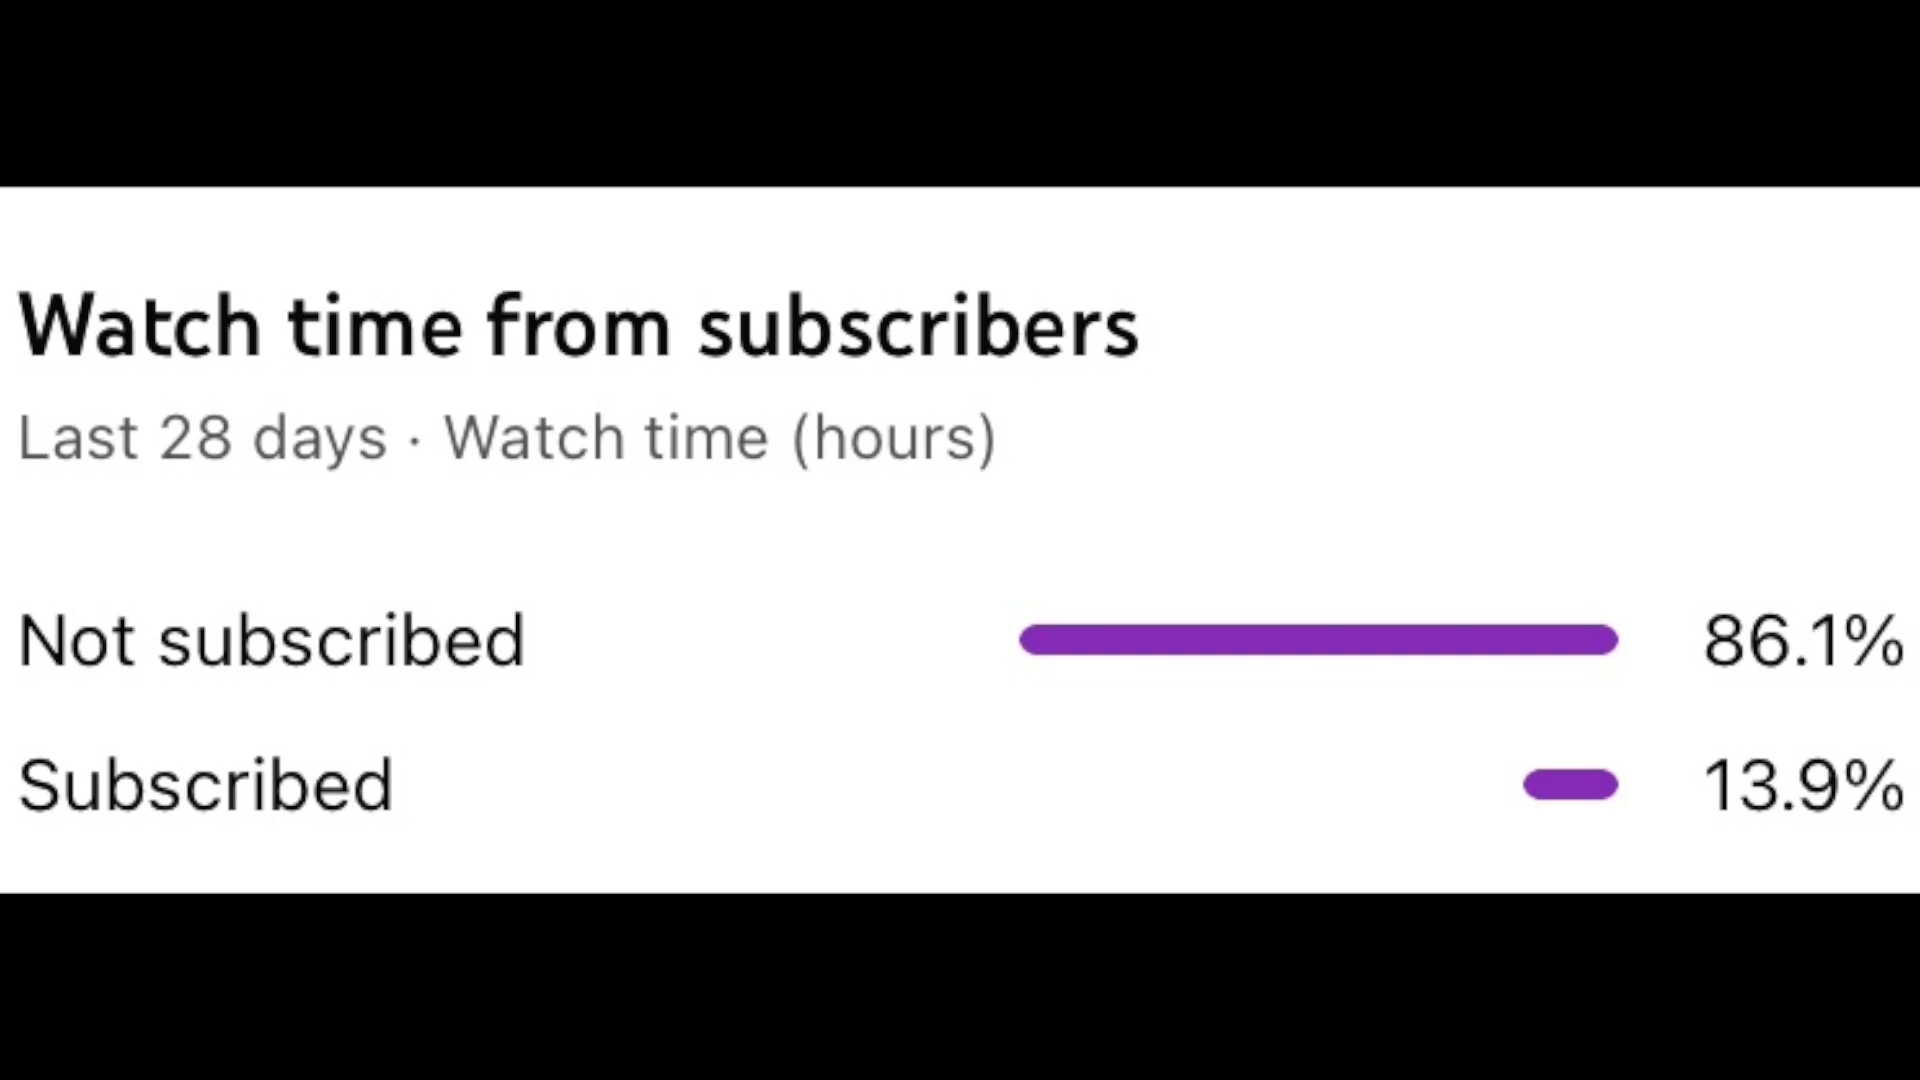 Watch time from subscribers
Last 28 days · Watch time (hours)
Not subscribed 86.1%
Subscribed 13.9%